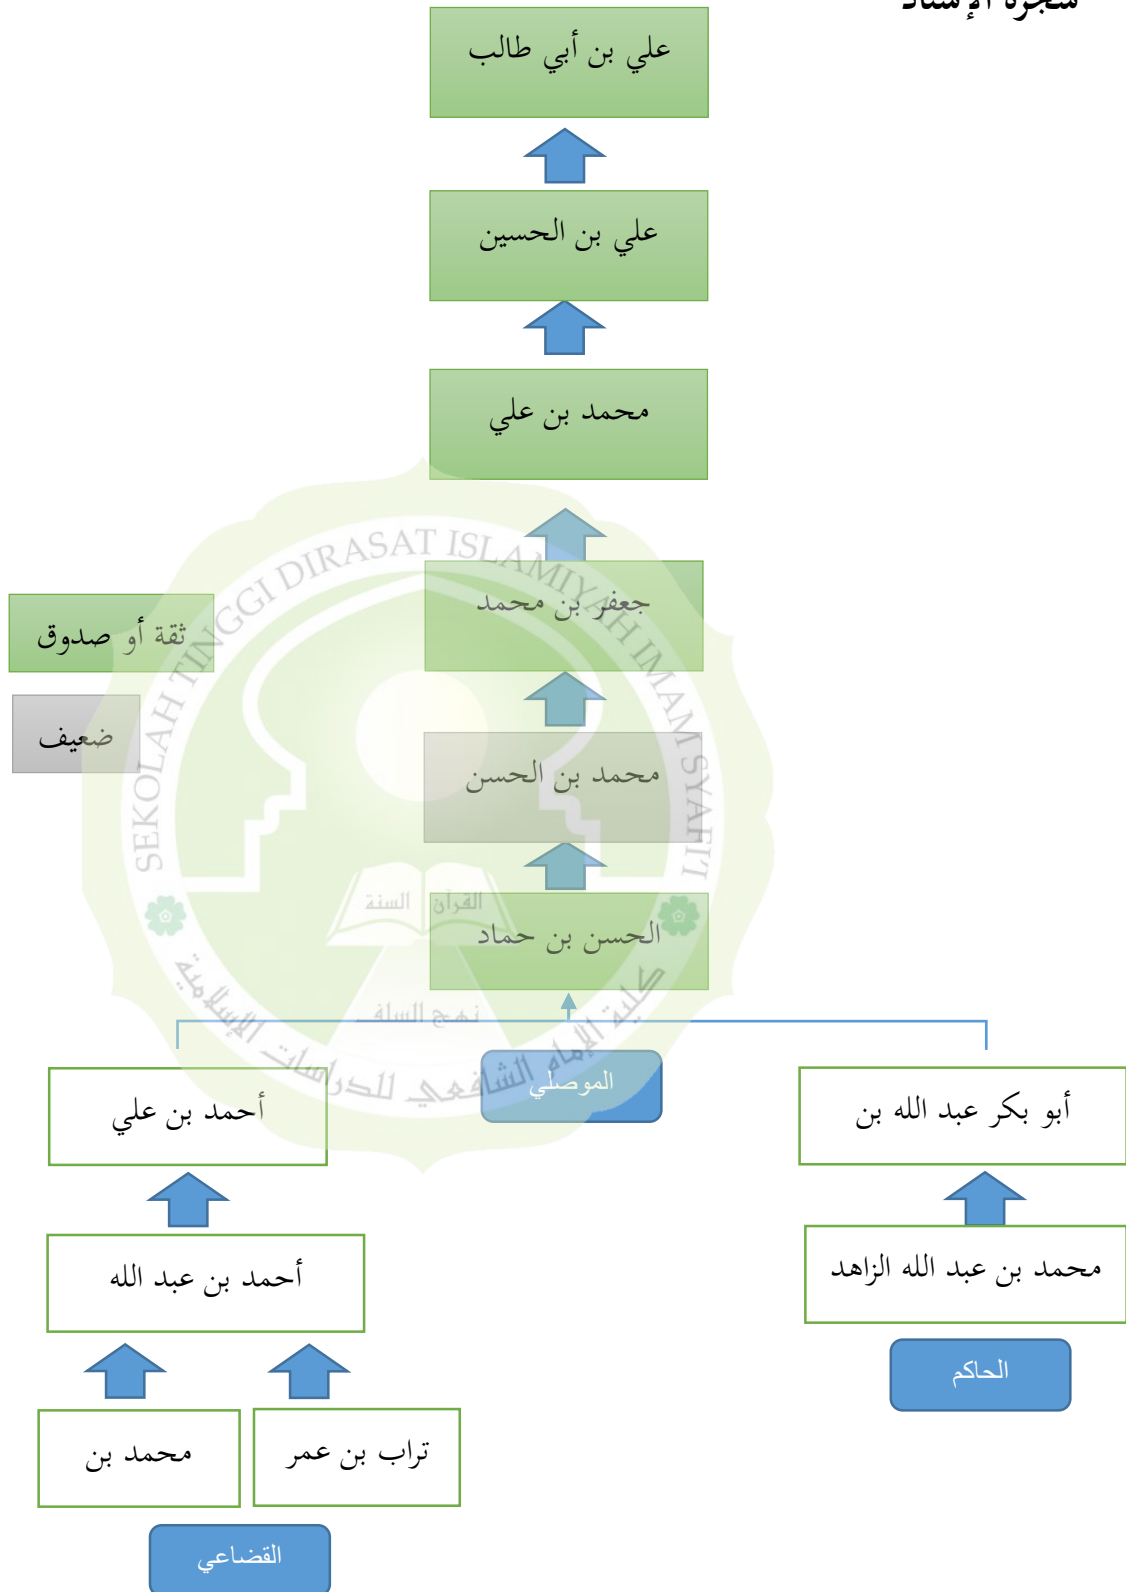 شجرة الإسناد
علي بن أبي طالب
علي بن الحسين
محمد بن علي
جعفر بن محمد
ثقة أو صدوق
ضعيف
محمد بن الحسن
الحسن بن حماد
SEKOLAH TINGGI DIRASAT ISLAMIYAH IMAM SYAFI'I
القرآن السنة
نهج السلف
كلية الإمام الشافعي للدراسات الإسلامية
الموصلي
أبو بكر عبد الله بن
أحمد بن علي
محمد بن عبد الله الزاهد
أحمد بن عبد الله
الحاكم
تراب بن عمر
محمد بن
القضاعي